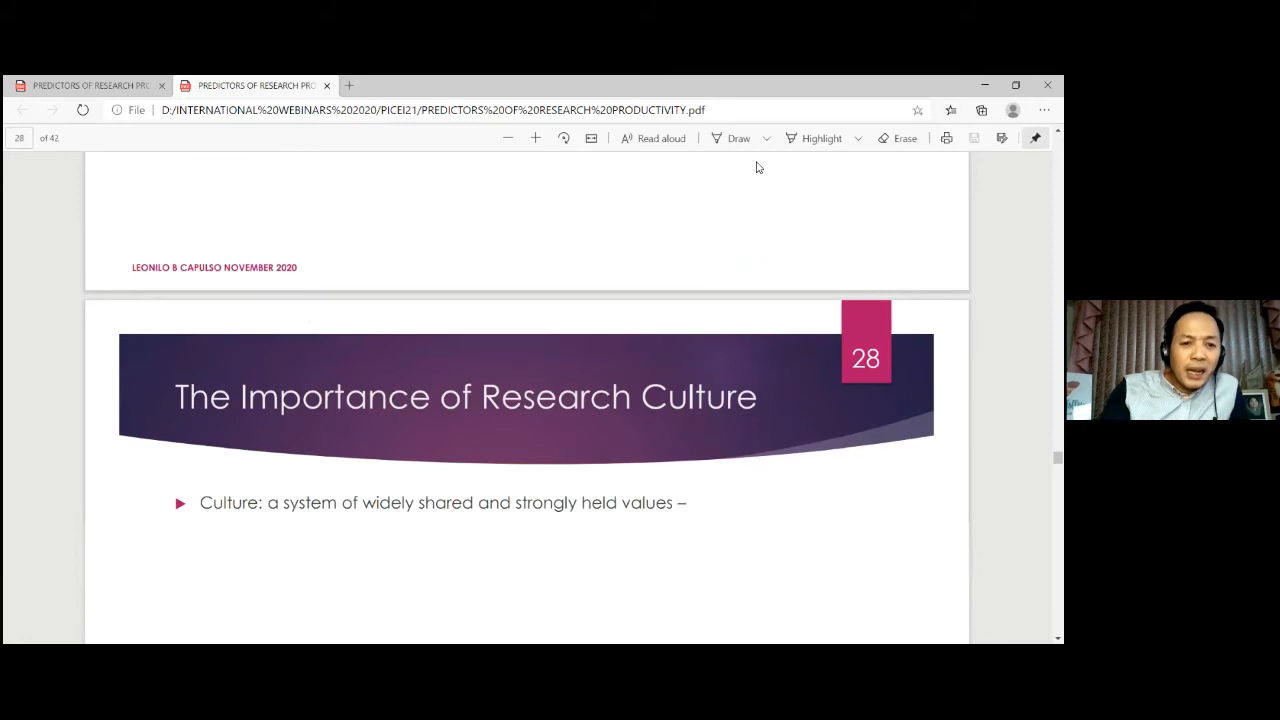 PREDICTORS OF RESEARCH PRO
PREDICTORS OF RESEARCH PRO
File
D:/INTERNATIONAL%20WEBINARS%202020/PICEI21/PREDICTORS%20OF%20RESEARCH%20PRODUCTIVITY.pdf
28 of 42
Read aloud
Draw
Highlight
Erase
LEONILO B CAPULSO NOVEMBER 2020
28
The Importance of Research Culture
Culture: a system of widely shared and strongly held values –